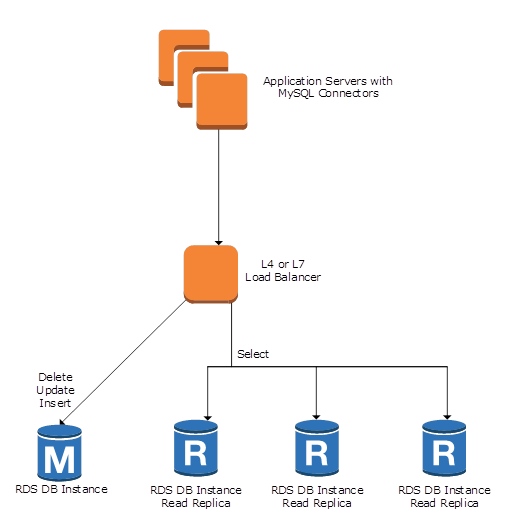 Application Servers with
MySQL Connectors
L4 or L7
Load Balancer
Select
Delete
Update
Insert
M
R
R
R
RDS DB Instance
RDS DB Instance
Read Replica
RDS DB Instance
Read Replica
RDS DB Instance
Read Replica